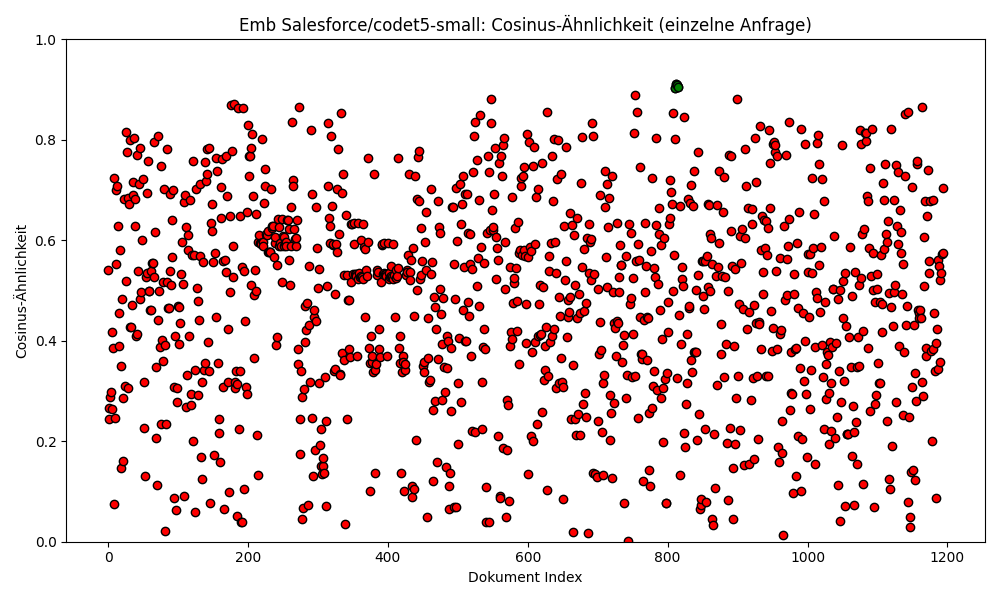 Emb Salesforce/codet5-small: Cosinus-Ähnlichkeit (einzelne Anfrage)
1.0
0.8
0.6
0.4
0.2
0.0
Cosinus-Ähnlichkeit
0 200 400 600 800 1000 1200
Dokument Index